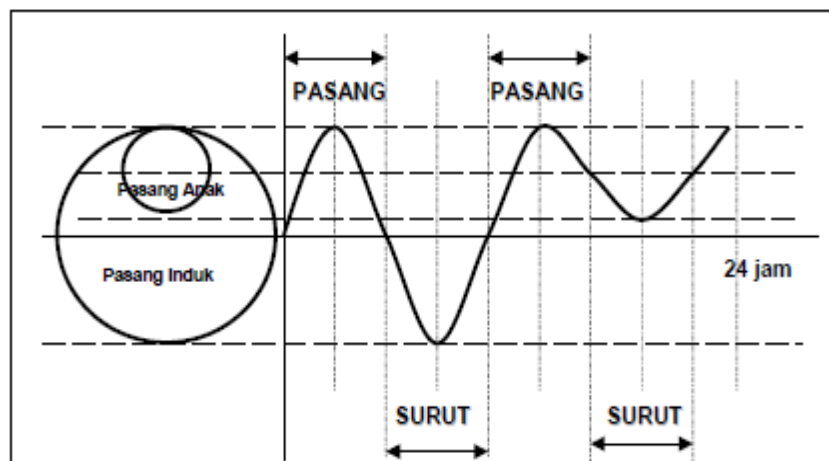 PASANG
PASANG
Pasang Anak
Pasang Induk
24 jam
SURUT
SURUT